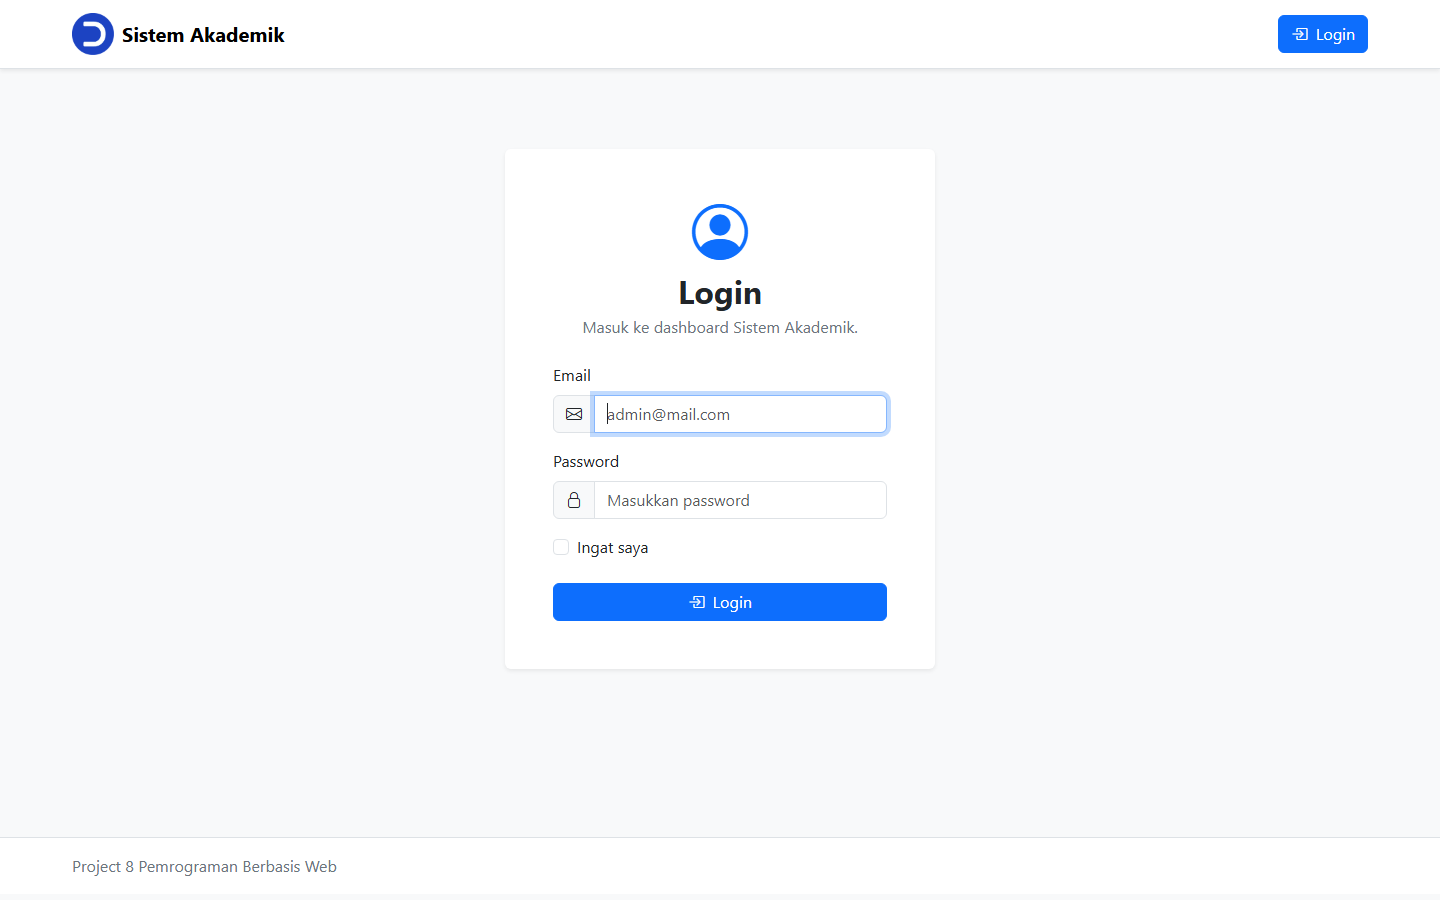 Sistem Akademik
Login
Login
Masuk ke dashboard Sistem Akademik.
Email
admin@mail.com
Password
Masukkan password
Ingat saya
Login
Project 8 Pemrograman Berbasis Web